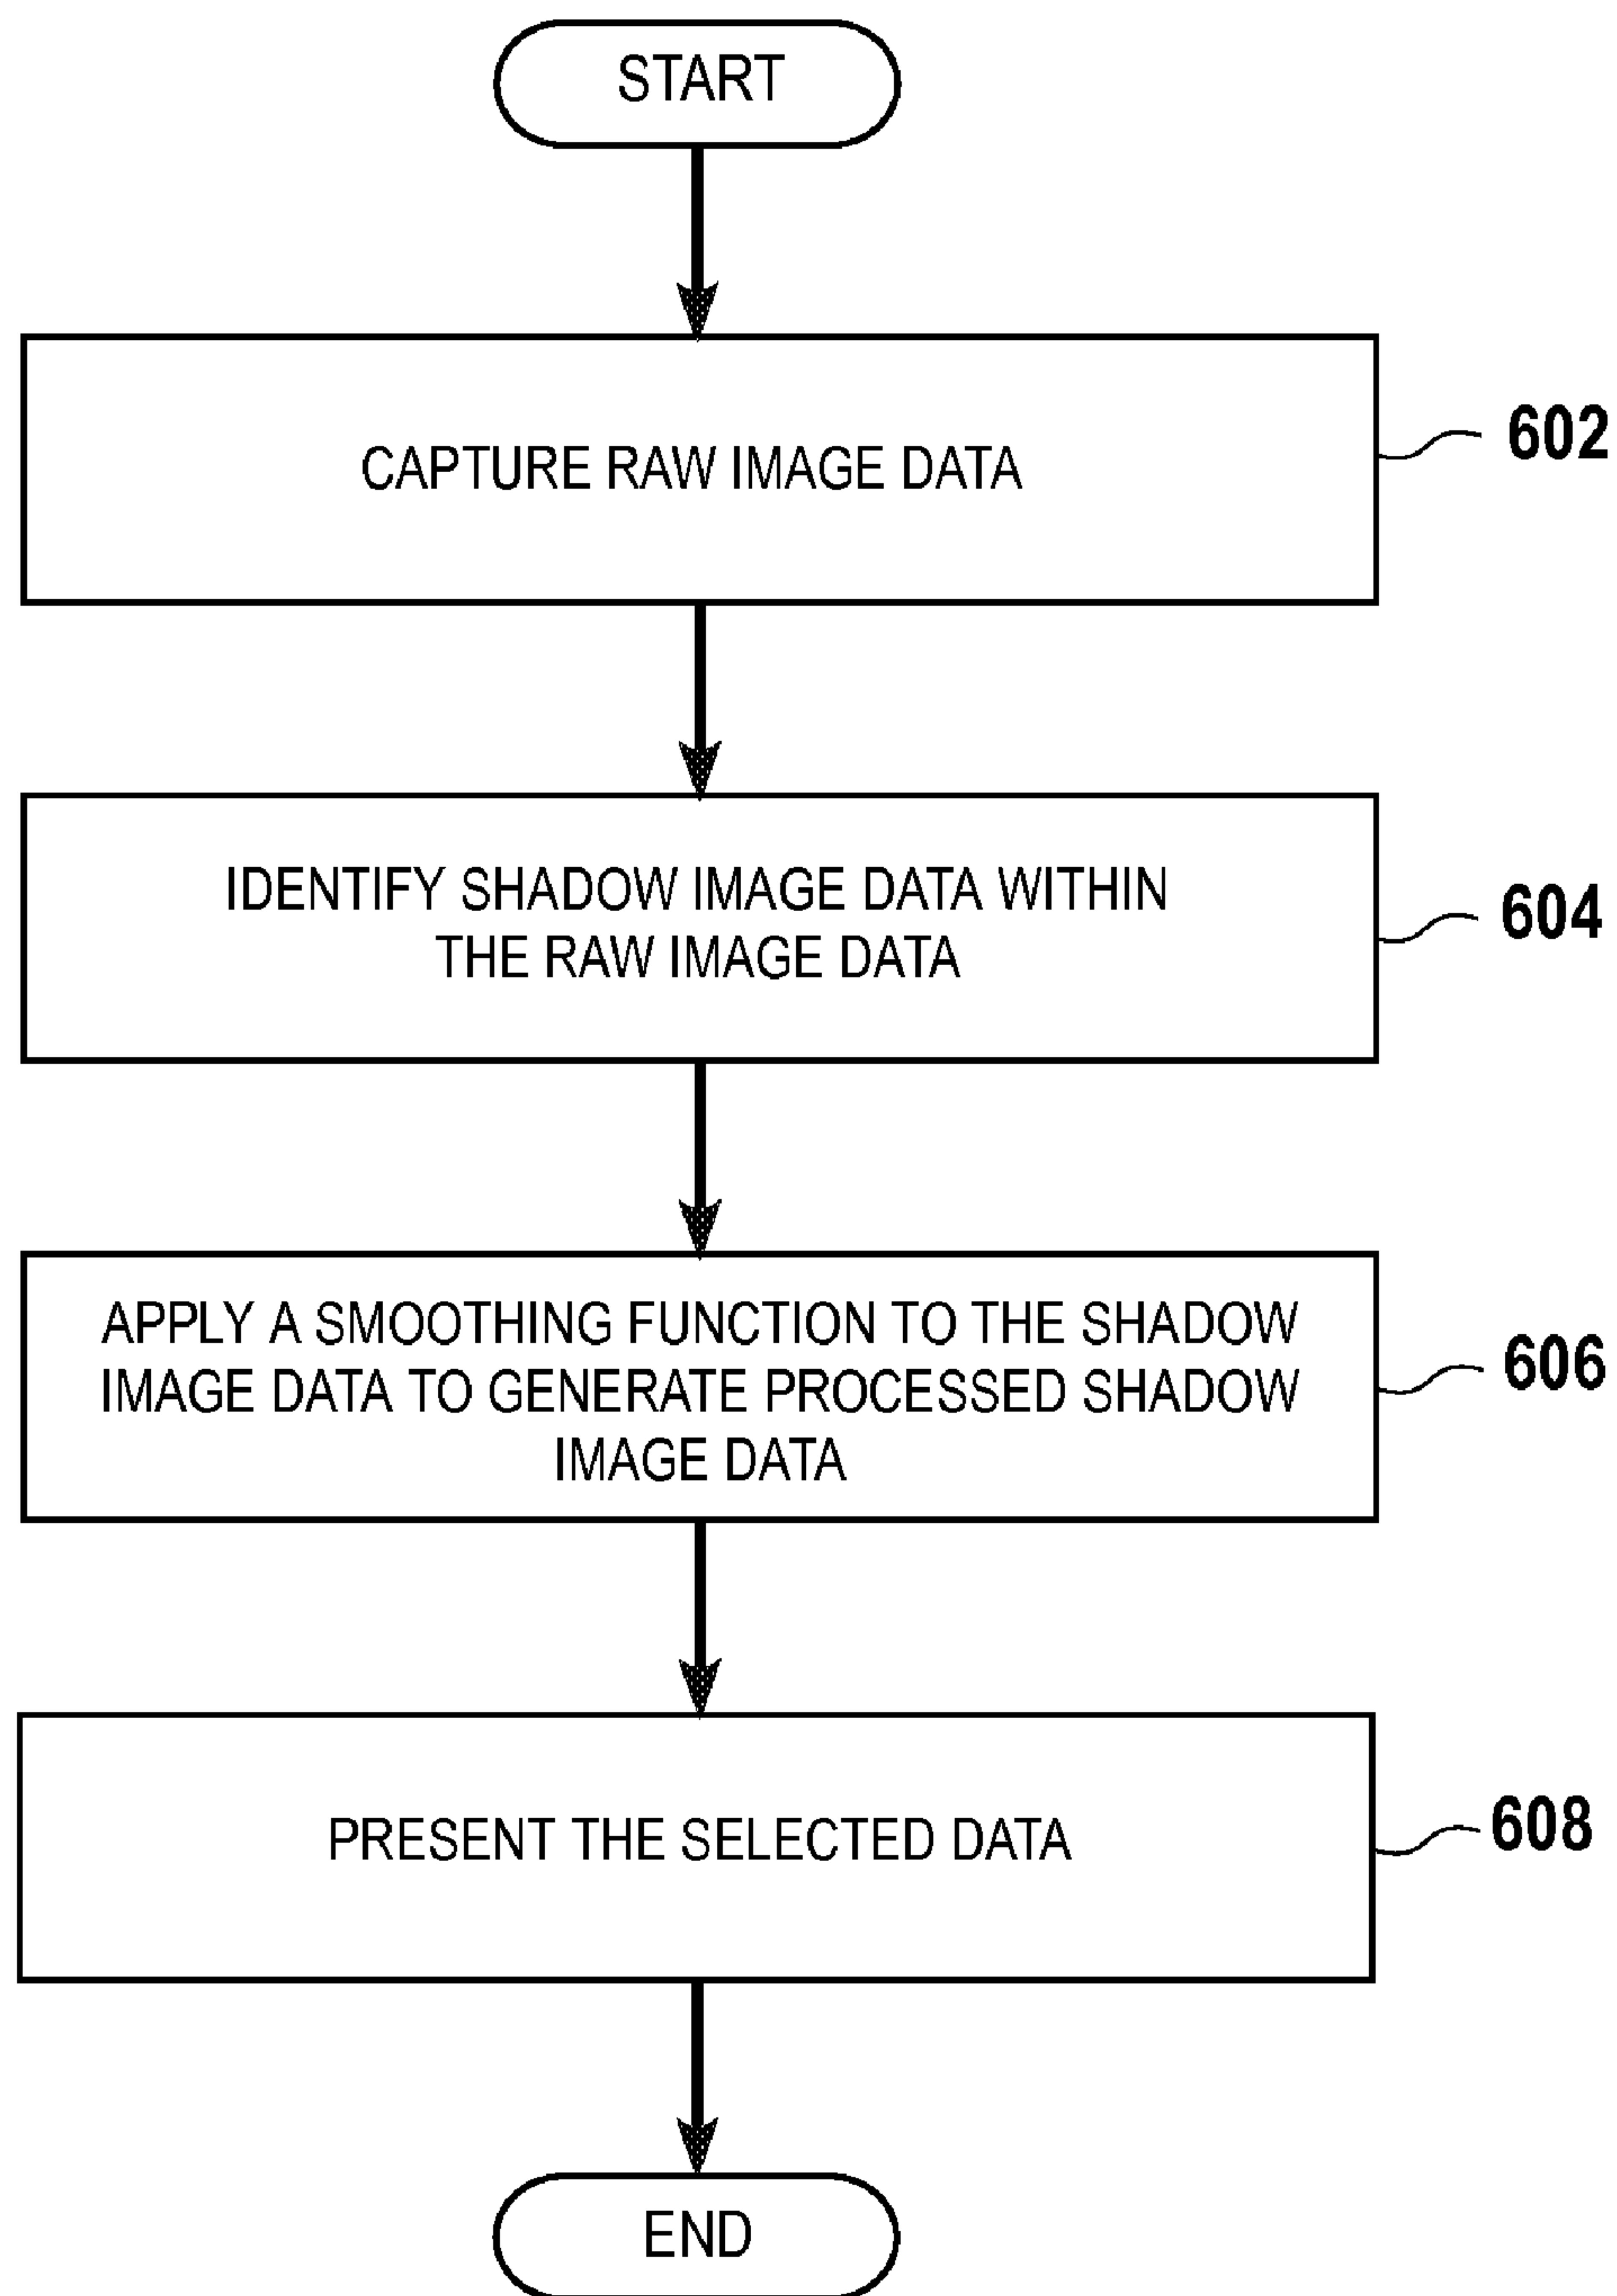 START
CAPTURE RAW IMAGE DATA
602
IDENTIFY SHADOW IMAGE DATA WITHIN
THE RAW IMAGE DATA
604
APPLY A SMOOTHING FUNCTION TO THE SHADOW
IMAGE DATA TO GENERATE PROCESSED SHADOW
IMAGE DATA
606
PRESENT THE SELECTED DATA
608
END